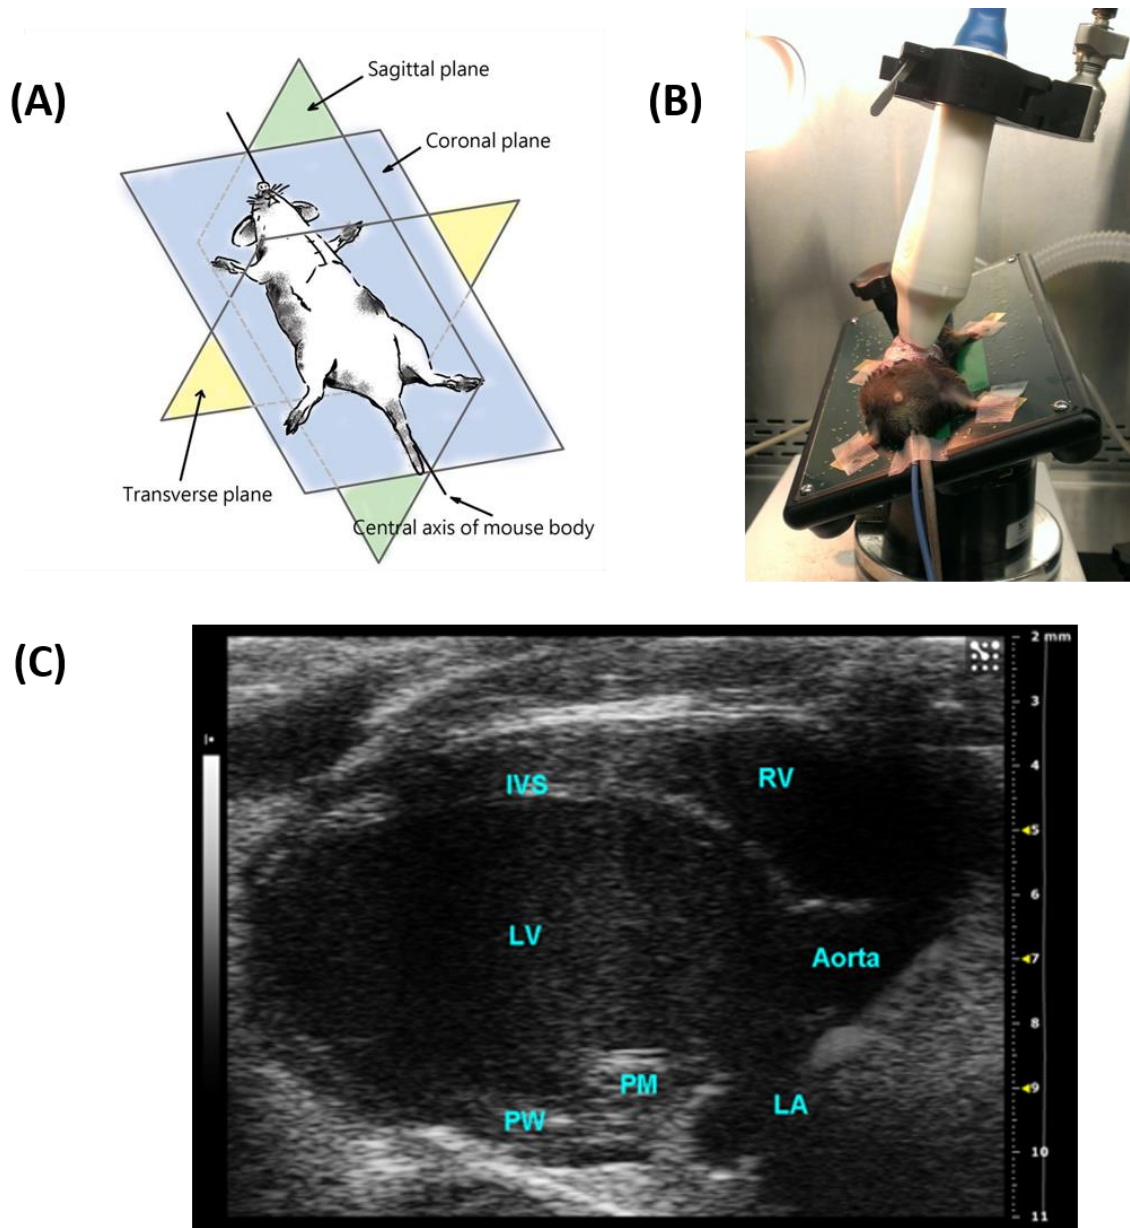 (A)
Sagittal plane
Coronal plane
Transverse plane
Central axis of mouse body
(B)
(C)
2 mm
3
IVS
RV
4
5
6
LV
Aorta
7
8
PM
9
PW
LA
10
11